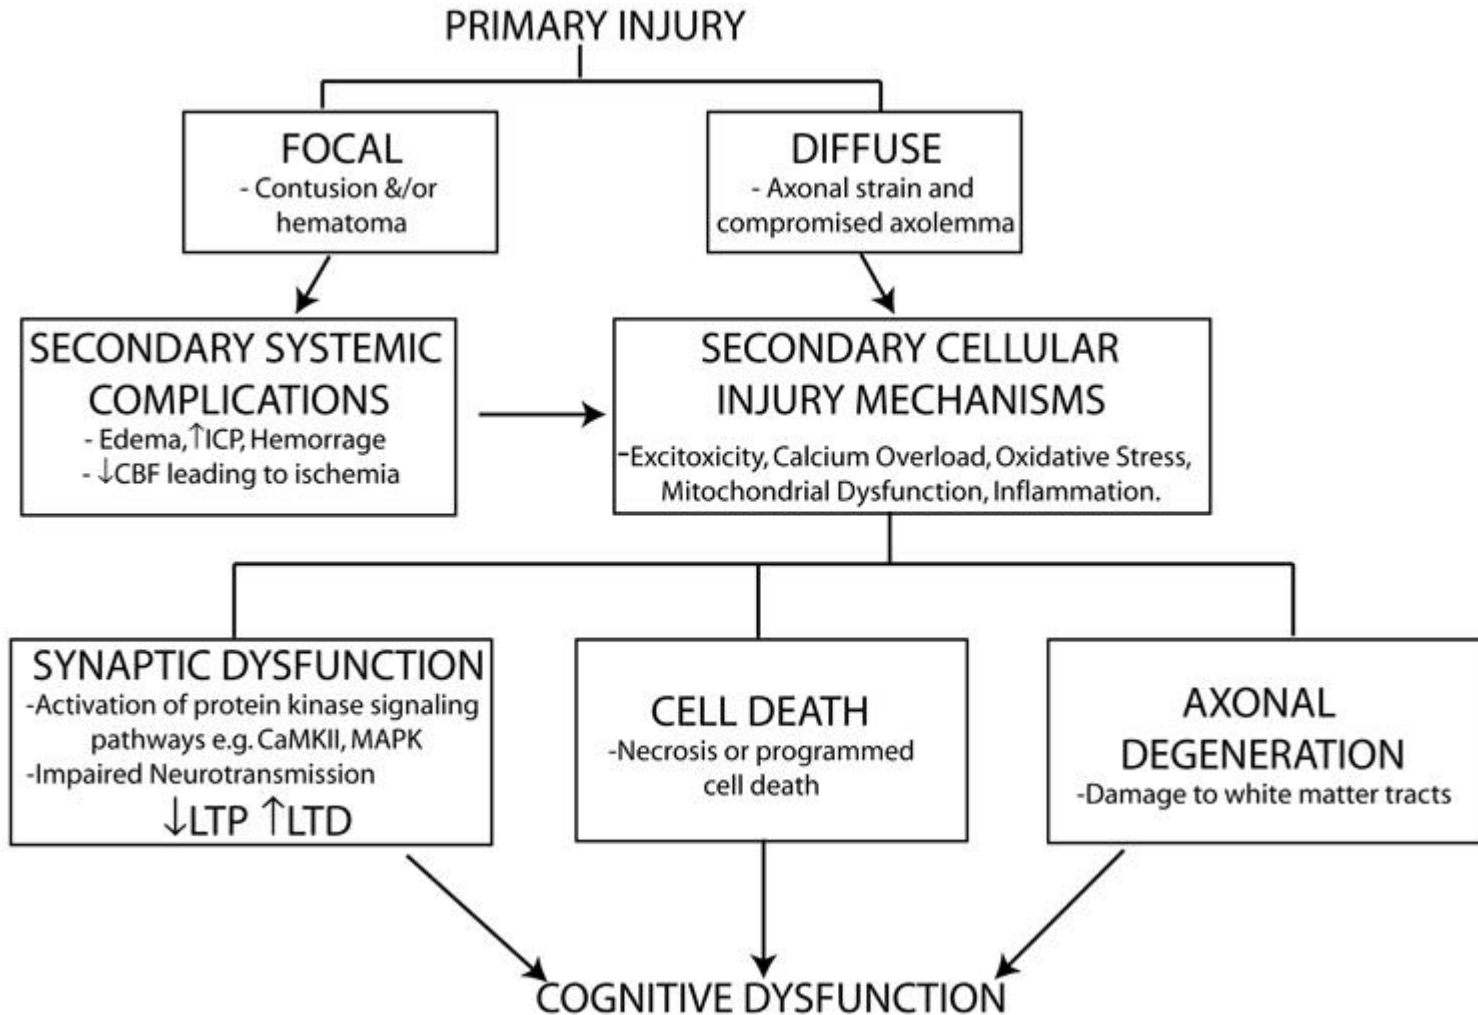 PRIMARY INJURY
FOCAL
- Contusion &/or
hematoma
DIFFUSE
- Axonal strain and
compromised axolemma
SECONDARY SYSTEMIC
COMPLICATIONS
- Edema,↑ICP, Hemorrage
- ↓CBF leading to ischemia
SECONDARY CELLULAR
INJURY MECHANISMS
-Excitoxicity, Calcium Overload, Oxidative Stress,
Mitochondrial Dysfunction, Inflammation.
SYNAPTIC DYSFUNCTION
-Activation of protein kinase signaling
pathways e.g. CaMKII, MAPK
-Impaired Neurotransmission
↓LTP ↑LTD
CELL DEATH
-Necrosis or programmed
cell death
AXONAL
DEGENERATION
-Damage to white matter tracts
COGNITIVE DYSFUNCTION